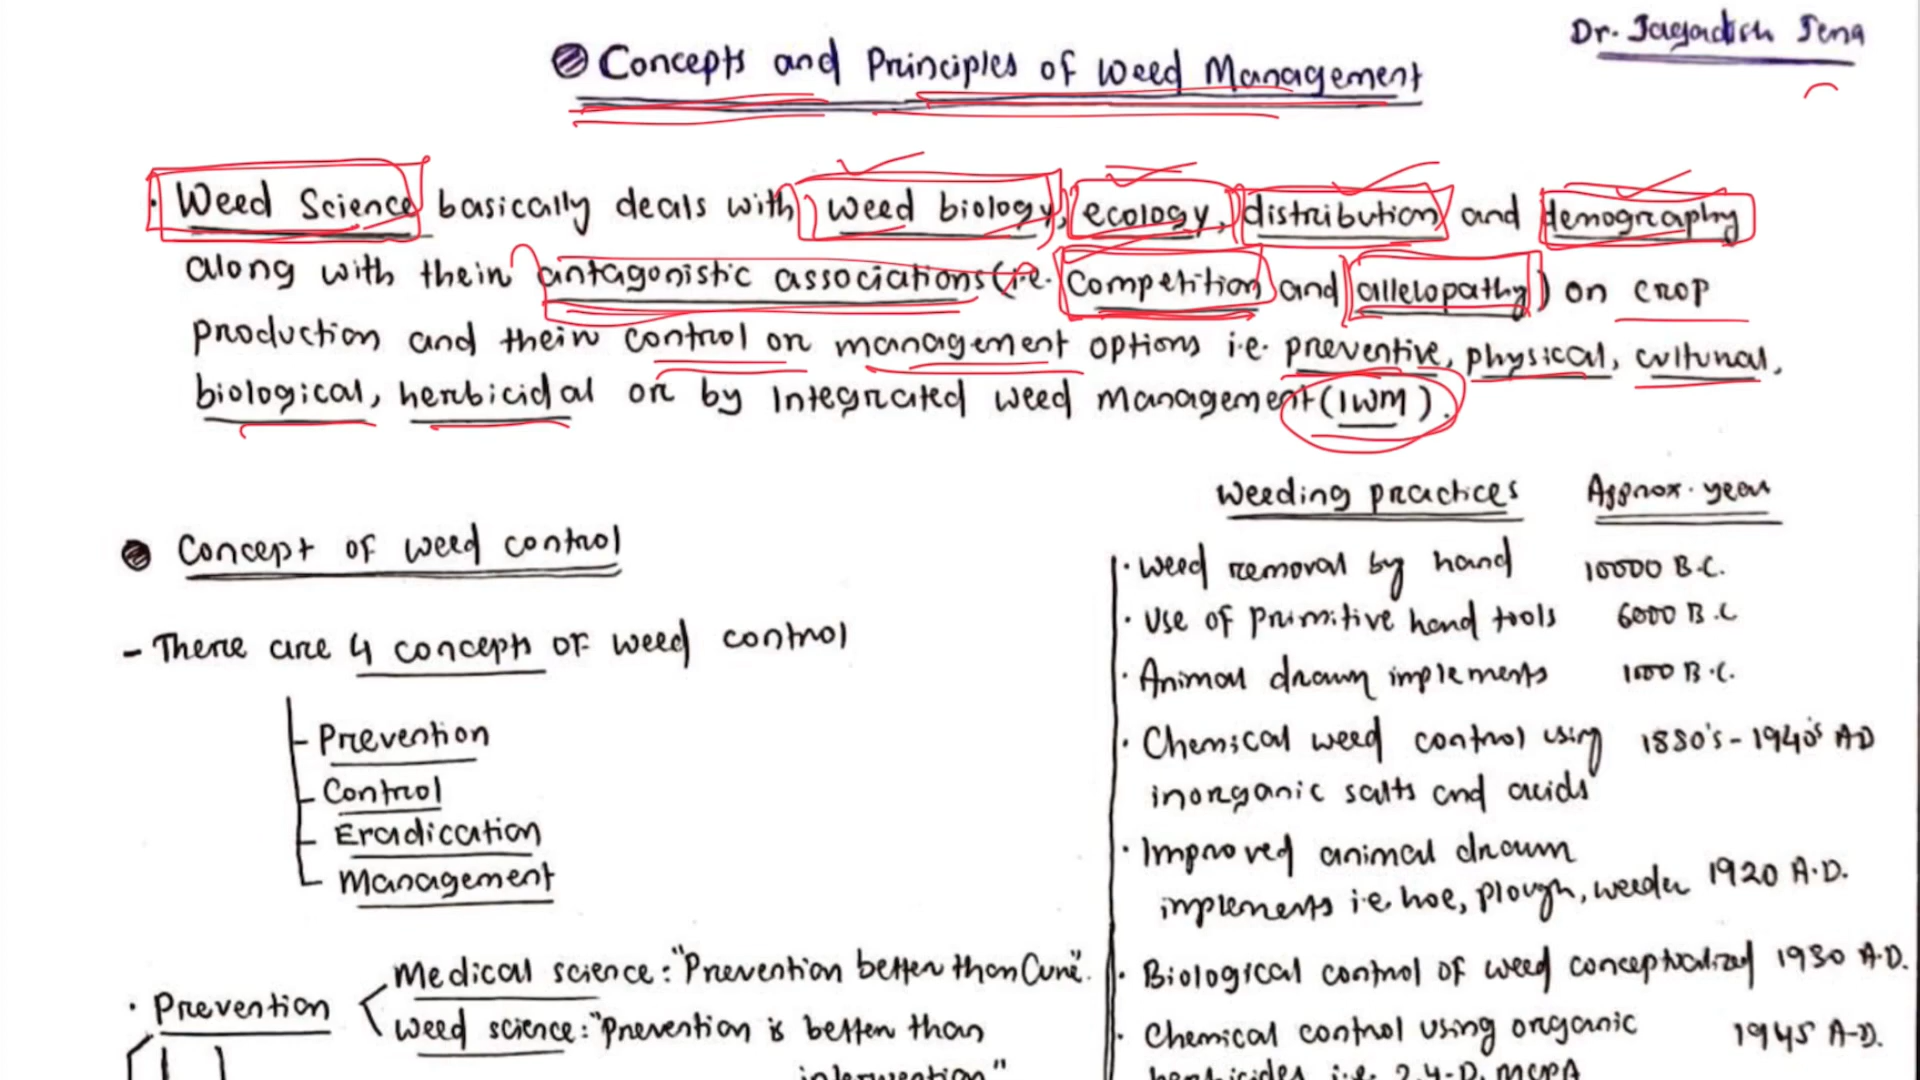 Dr. Jagadish Jena
Concepts and Principles of Weed Management
· Weed Science basically deals with weed biology, ecology, distribution and demography
along with their antagonistic associations (i.e. Competition and allelopathy) on crop
production and their control or management options i.e. preventive, physical, cultural,
biological, herbicidal or by Integrated weed Management (IWM).
Concept of weed control
- There are 4 concepts of weed control
Prevention
Control
Eradication
Management
· Prevention
Medical science: "Prevention better than Cure".
Weed science: "Prevention is better than
intervention"
Weeding practices Approx. year
· Weed removal by hand 10000 B.C.
· Use of primitive hand tools 6000 B.C
· Animal drawn implements 1000 B.C.
· Chemical weed control using 1880's - 1940's AD
inorganic salts and acids
· Improved animal drawn
implements i.e hoe, plough, weeder 1920 A.D.
· Biological control of weed conceptualized 1930 A.D.
· Chemical control using organic 1945 A.D.
herbicides i.e. 2,4-D, MCPA